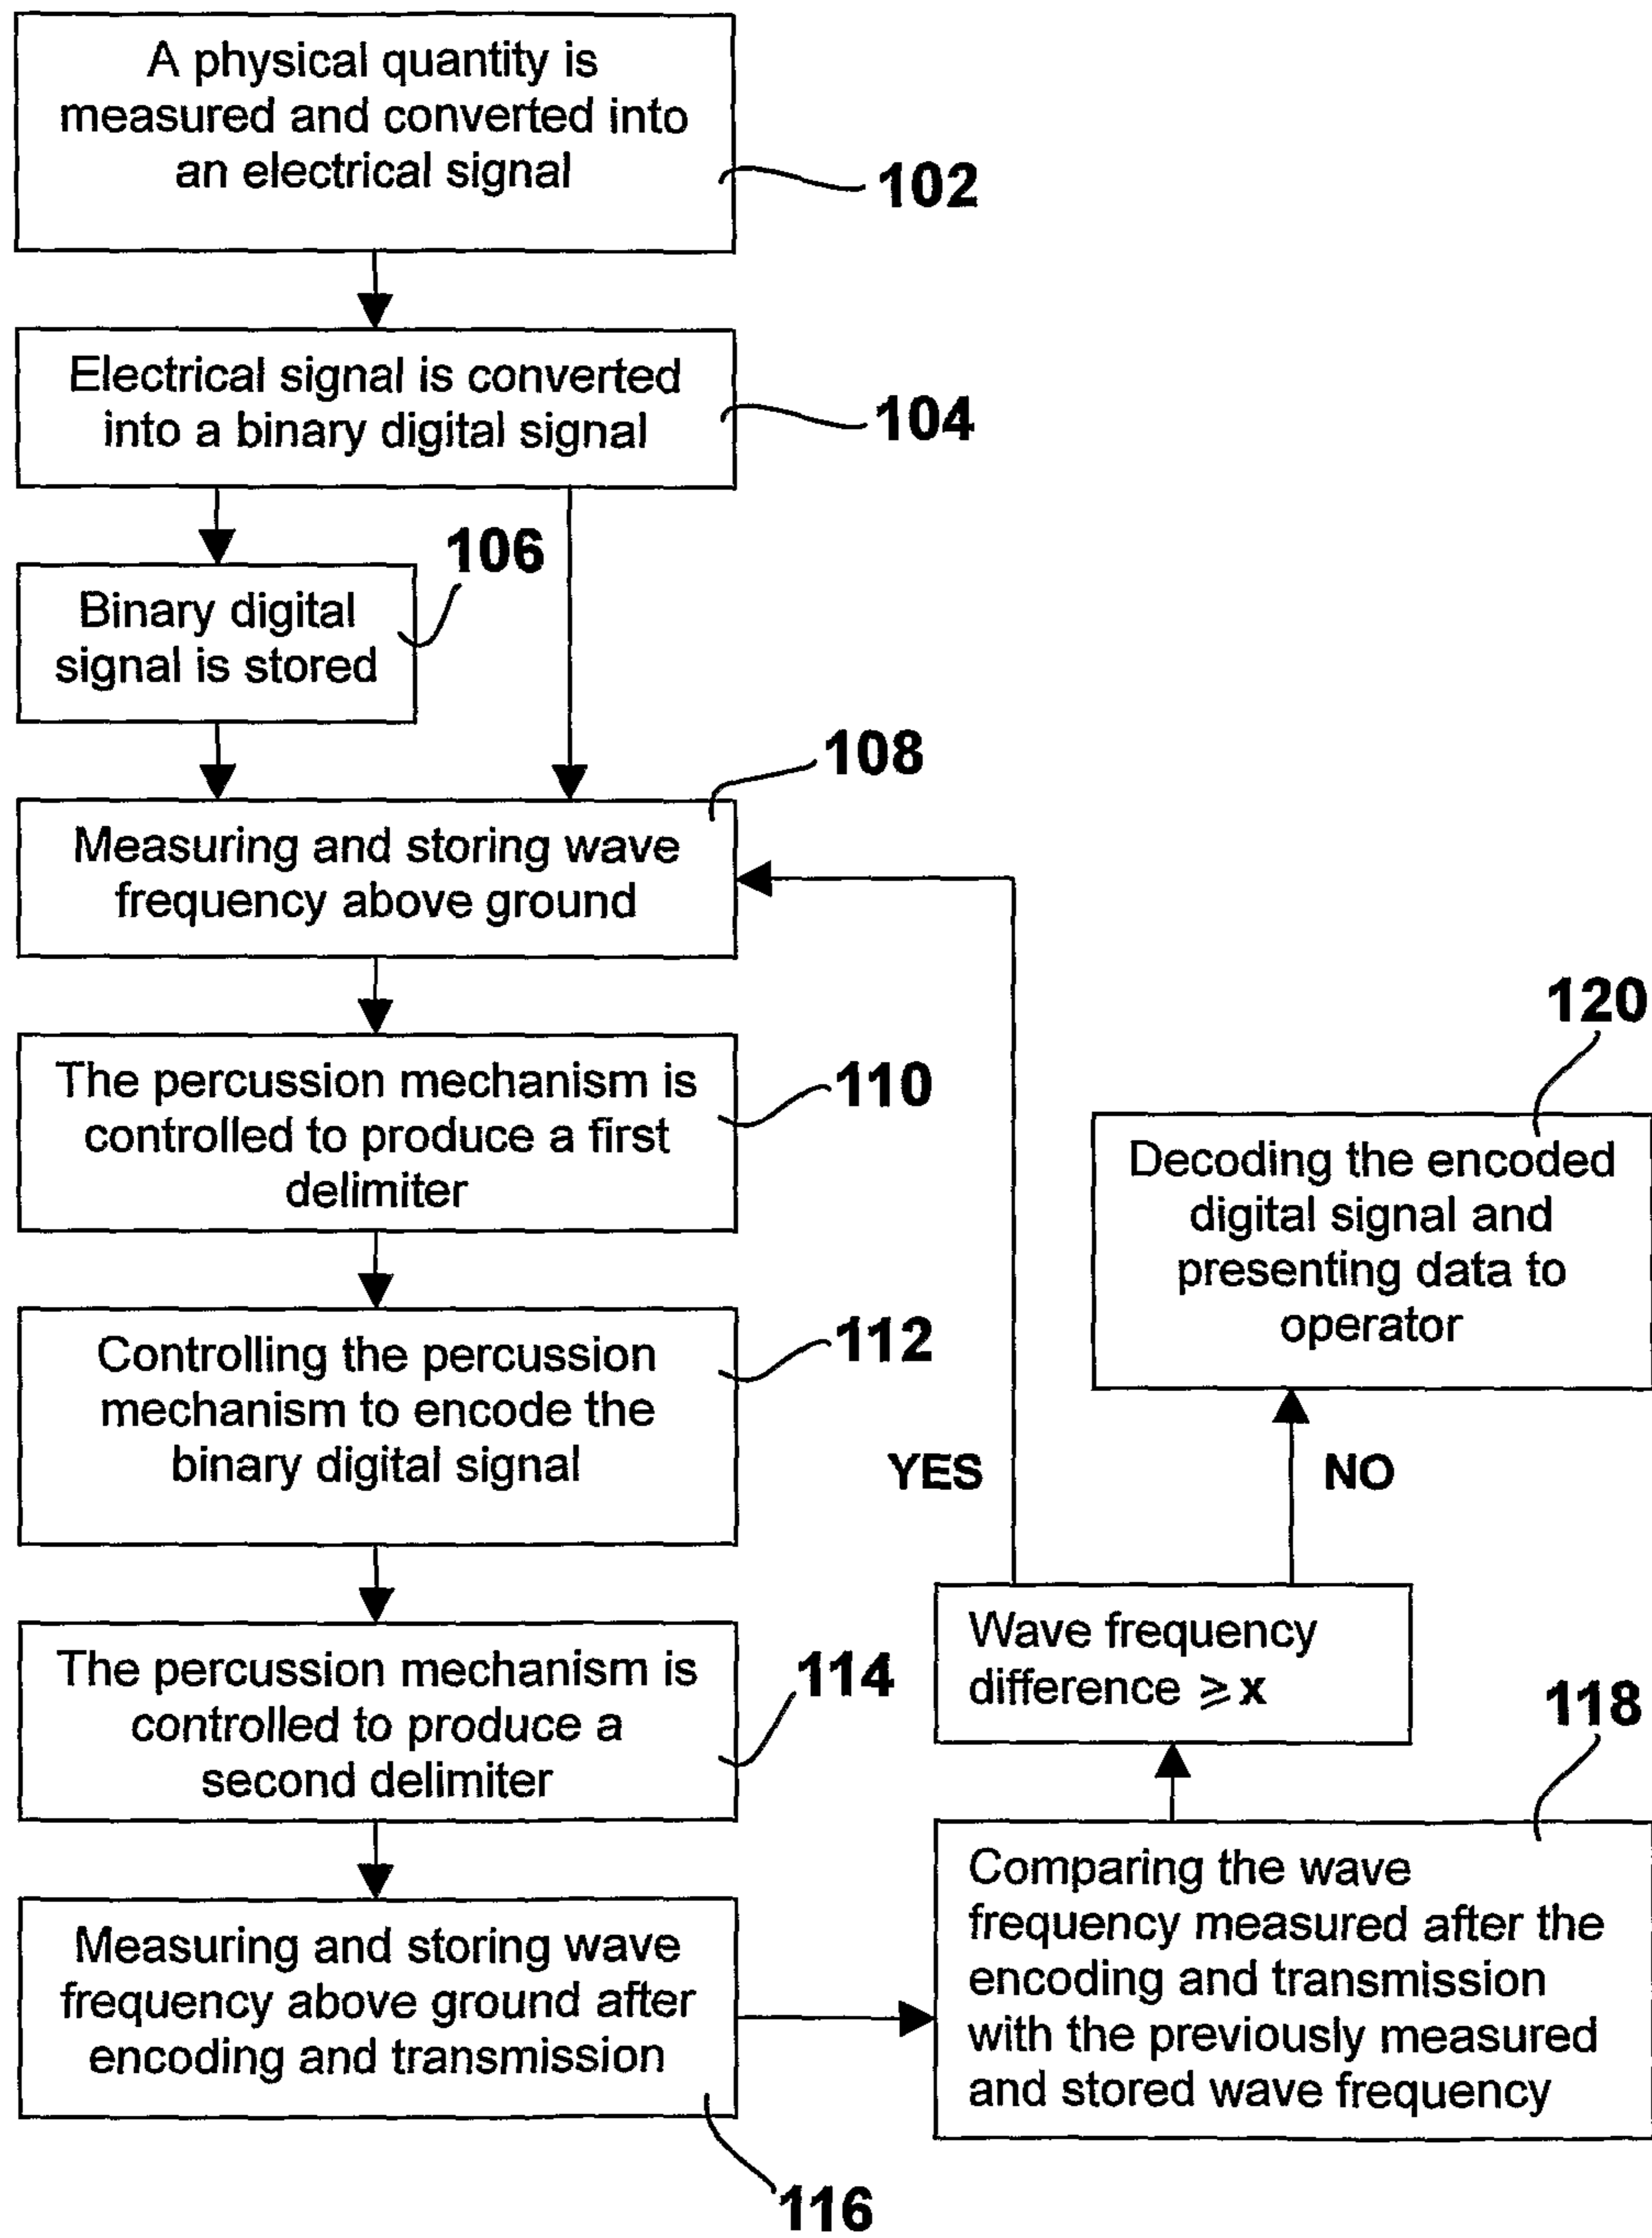 A physical quantity is
measured and converted into
an electrical signal
102
Electrical signal is converted
into a binary digital signal
104
106
Binary digital
signal is stored
108
Measuring and storing wave
frequency above ground
110
The percussion mechanism is
controlled to produce a first
delimiter
112
Controlling the percussion
mechanism to encode the
binary digital signal
114
The percussion mechanism is
controlled to produce a
second delimiter
Measuring and storing wave
frequency above ground after
encoding and transmission
116
118
Comparing the wave
frequency measured after the
encoding and transmission
with the previously measured
and stored wave frequency
Wave frequency
difference ⩾ x
YES
NO
120
Decoding the encoded
digital signal and
presenting data to
operator